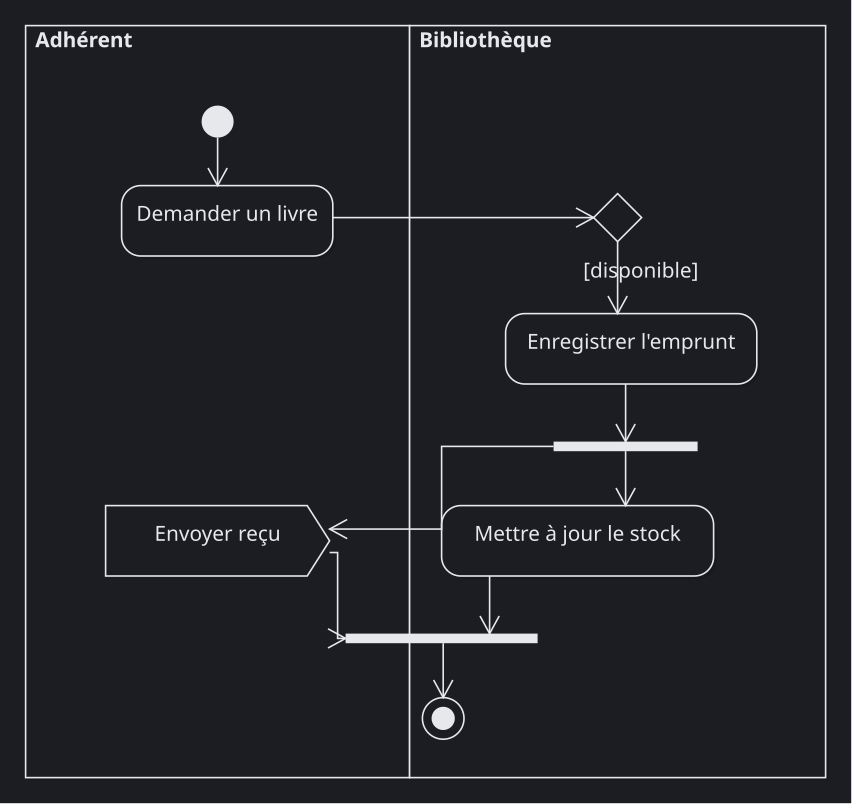 Adhérent
Bibliothèque
Demander un livre
[disponible]
Enregistrer l'emprunt
Envoyer reçu
Mettre à jour le stock